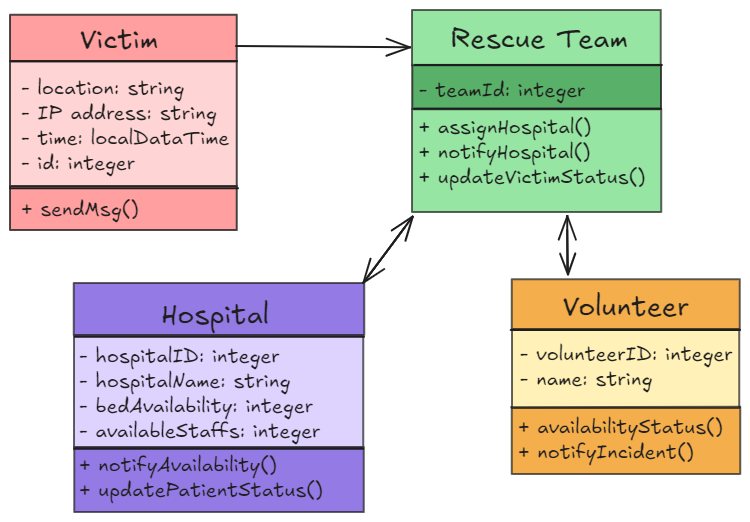 Victim
- location: string
- IP address: string
- time: localDataTime
- id: integer
+ sendMsg()
Rescue Team
- teamId: integer
+ assignHospital()
+ notifyHospital()
+ updateVictimStatus()
Hospital
- hospitalID: integer
- hospitalName: string
- bedAvailability: integer
- availableStaffs: integer
+ notifyAvailability()
+ updatePatientStatus()
Volunteer
- volunteerID: integer
- name: string
+ availabilityStatus()
+ notifyIncident()